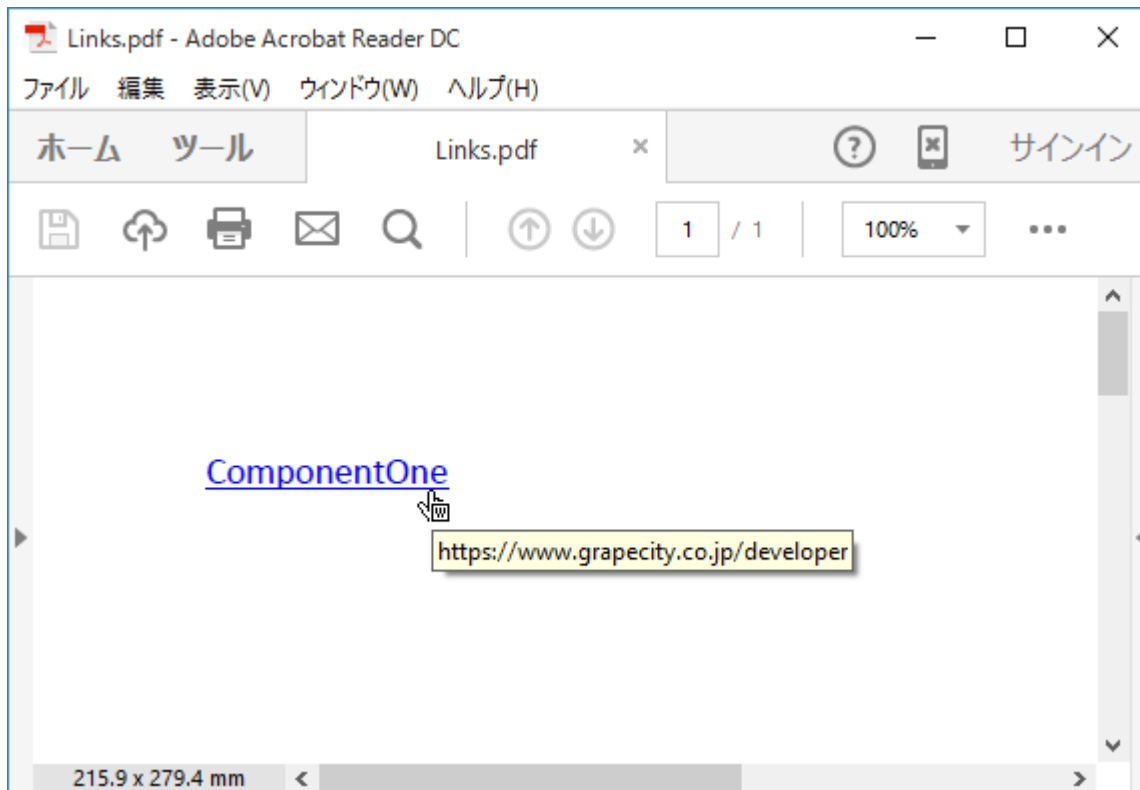 Links.pdf - Adobe Acrobat Reader DC
ファイル 編集 表示(V) ウィンドウ(W) ヘルプ(H)
ホーム ツール Links.pdf × ? サインイン
1 / 1 100%
ComponentOne
W
https://www.grapecity.co.jp/developer
215.9 x 279.4 mm